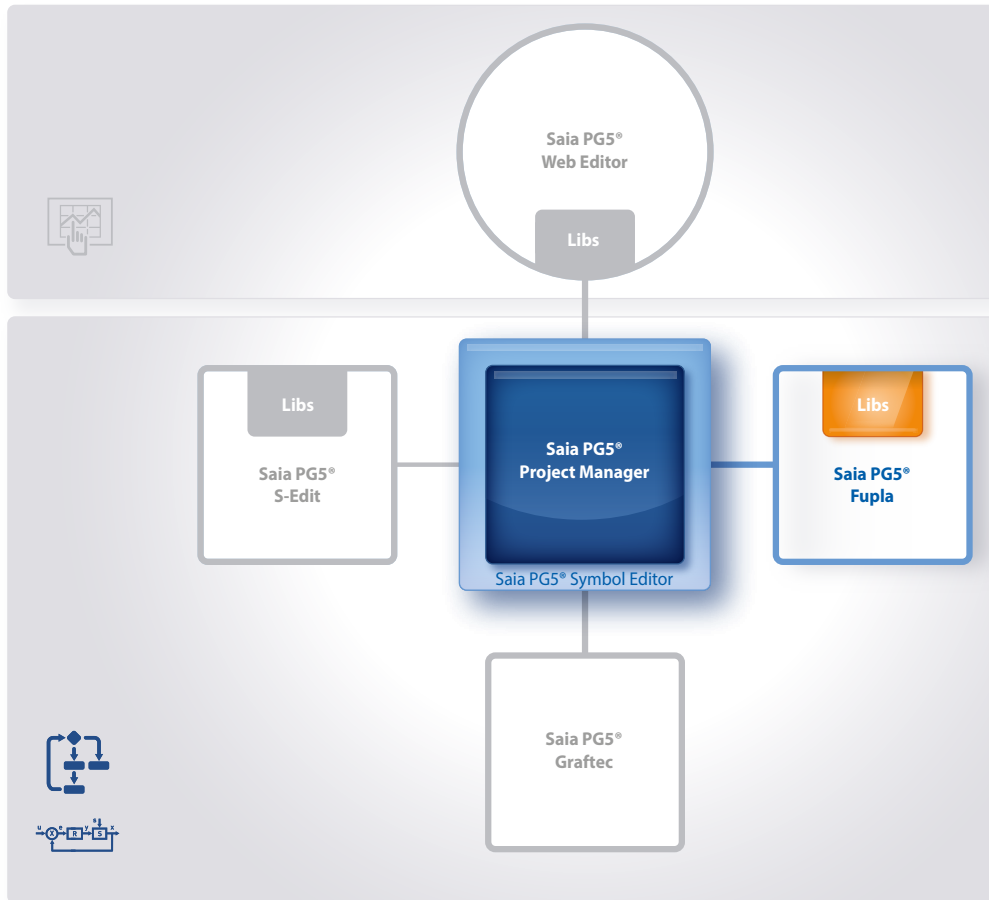 Saia PG5®
Web Editor
Libs
Libs
Saia PG5®
S-Edit
Saia PG5®
Project Manager
Saia PG5® Symbol Editor
Libs
Saia PG5®
Fupla
Saia PG5®
Graftec
u X e R y s S x